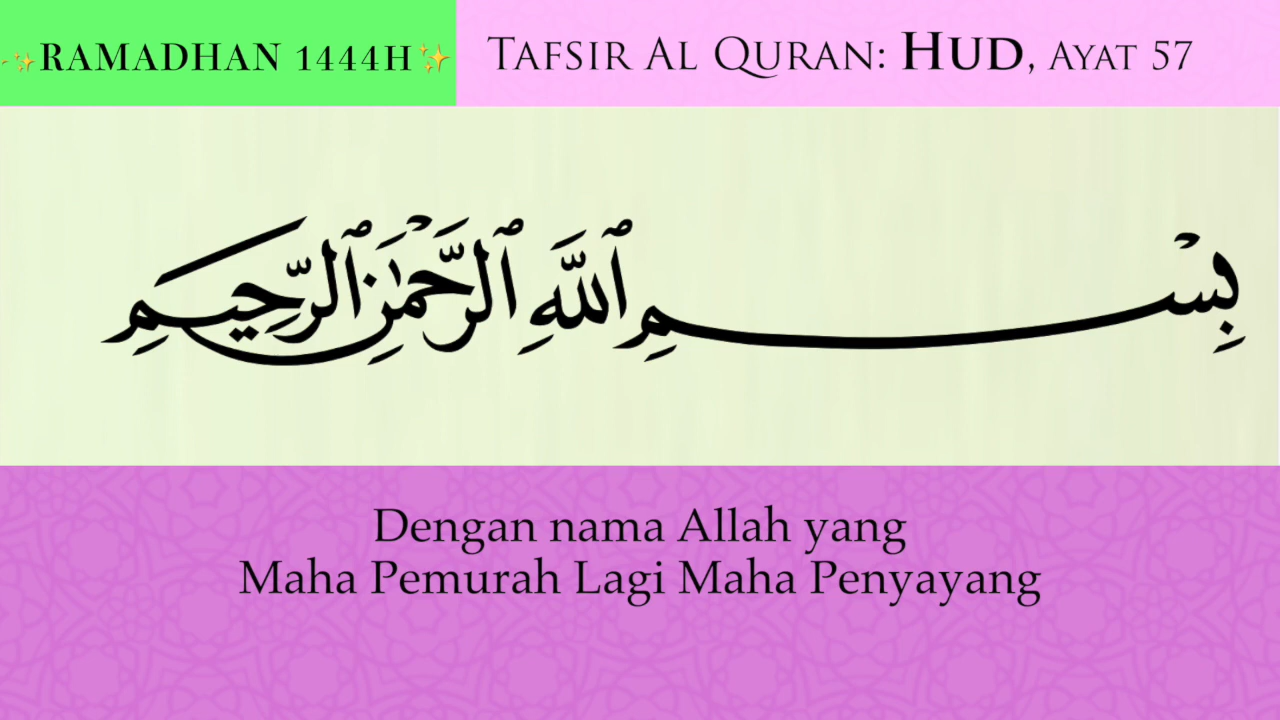 ✨RAMADHAN 1444H✨
TAFSIR AL QURAN: HUD, AYAT 57
بِسْمِ ٱللَّهِ ٱلرَّحْمَٰنِ ٱلرَّحِيمِ
Dengan nama Allah yang
Maha Pemurah Lagi Maha Penyayang